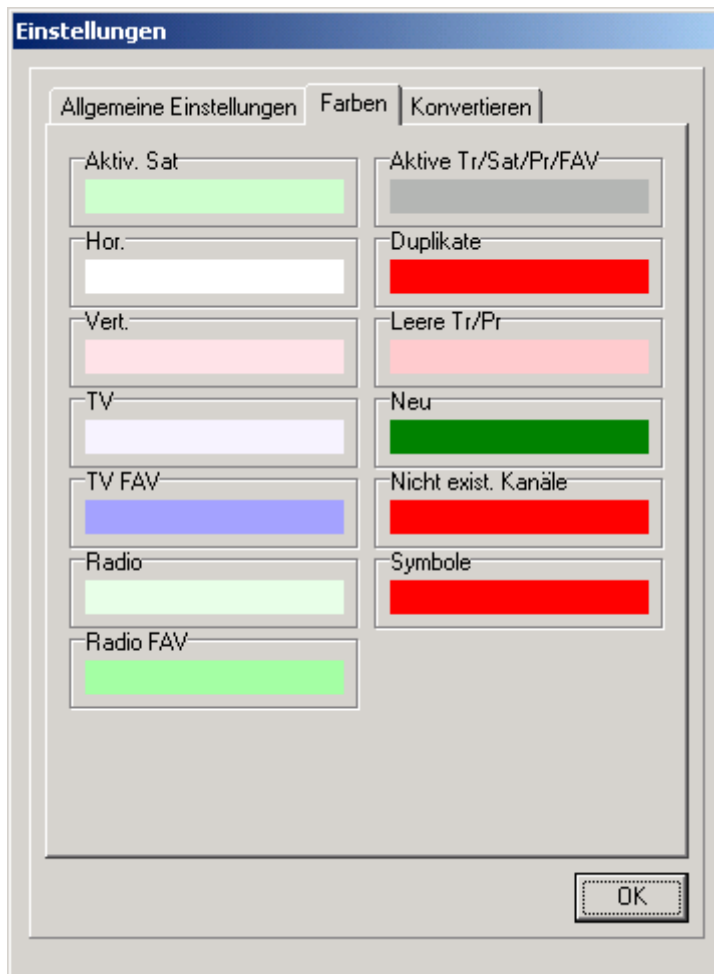 Einstellungen
Allgemeine Einstellungen Farben Konvertieren
Aktiv. Sat Aktive Tr/Sat/Pr/FAV
Hor. Duplikate
Vert. Leere Tr/Pr
TV Neu
TV FAV Nicht exist. Kanäle
Radio Symbole
Radio FAV
OK